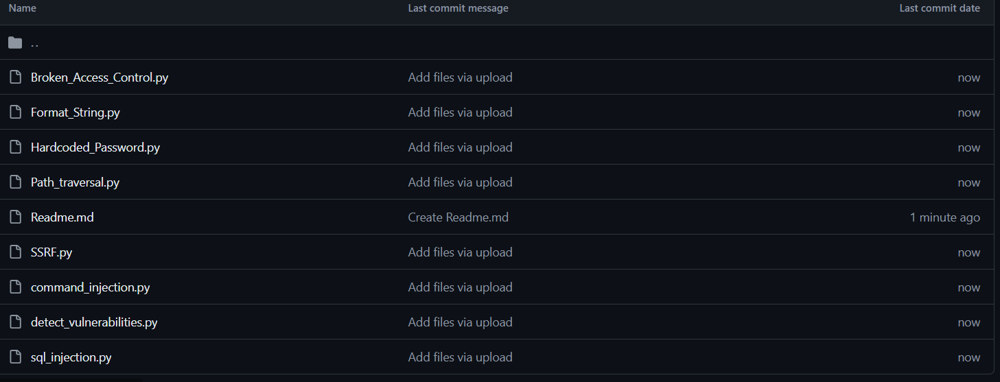 Name Last commit message Last commit date
..
Broken_Access_Control.py Add files via upload now
Format_String.py Add files via upload now
Hardcoded_Password.py Add files via upload now
Path_traversal.py Add files via upload now
Readme.md Create Readme.md 1 minute ago
SSRF.py Add files via upload now
command_injection.py Add files via upload now
detect_vulnerabilities.py Add files via upload now
sql_injection.py Add files via upload now